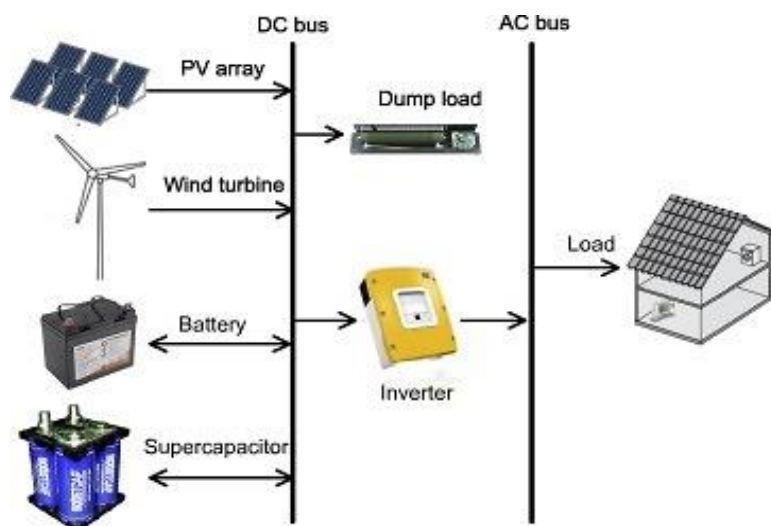 DC bus
AC bus
PV array
Dump load
Wind turbine
Load
Battery
Inverter
Supercapacitor